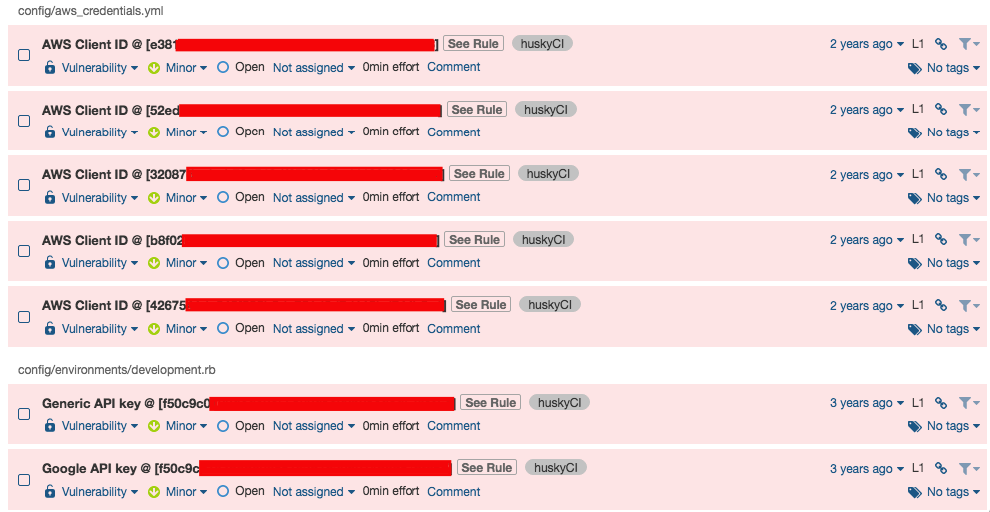 config/aws_credentials.yml
AWS Client ID @ [e381 ] See Rule huskyCI 2 years ago L1
Vulnerability Minor Open Not assigned 0min effort Comment No tags
AWS Client ID @ [52ed ] See Rule huskyCI 2 years ago L1
Vulnerability Minor Open Not assigned 0min effort Comment No tags
AWS Client ID @ [32087 ] See Rule huskyCI 2 years ago L1
Vulnerability Minor Open Not assigned 0min effort Comment No tags
AWS Client ID @ [b8f02 ] See Rule huskyCI 2 years ago L1
Vulnerability Minor Open Not assigned 0min effort Comment No tags
AWS Client ID @ [42675 ] See Rule huskyCI 2 years ago L1
Vulnerability Minor Open Not assigned 0min effort Comment No tags
config/environments/development.rb
Generic API key @ [f50c9c0 ] See Rule huskyCI 3 years ago L1
Vulnerability Minor Open Not assigned 0min effort Comment No tags
Google API key @ [f50c9c ] See Rule huskyCI 3 years ago L1
Vulnerability Minor Open Not assigned 0min effort Comment No tags